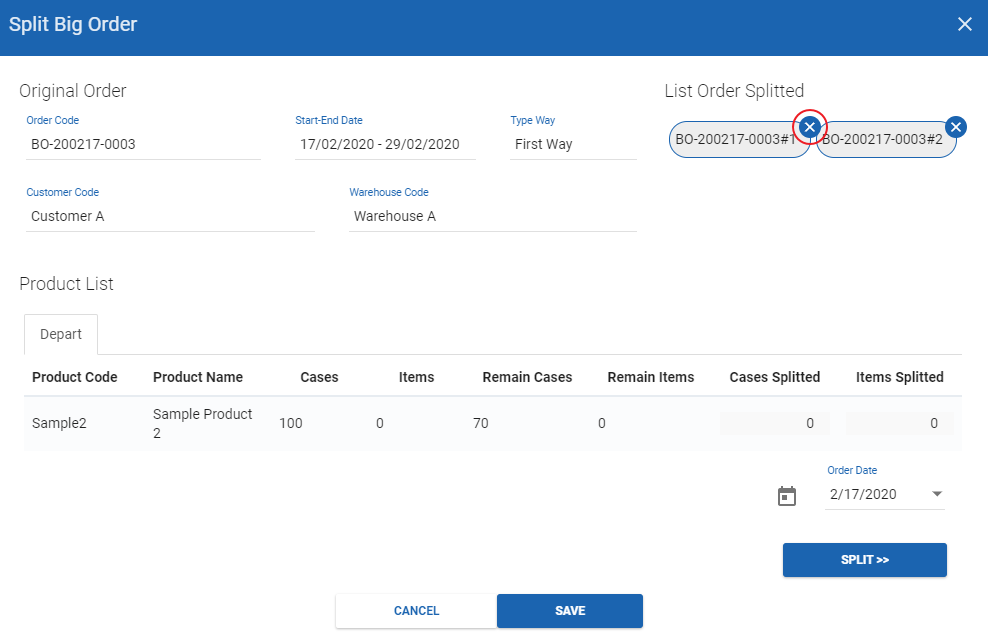 Split Big Order
Original Order
List Order Splitted
Order Code
Start-End Date
Type Way
BO-200217-0003
17/02/2020 - 29/02/2020
First Way
BO-200217-0003#1
BO-200217-0003#2
Customer Code
Warehouse Code
Customer A
Warehouse A
Product List
Depart
Product Code
Product Name
Cases
Items
Remain Cases
Remain Items
Cases Splitted
Items Splitted
Sample2
Sample Product
2
100
0
70
0
0
0
Order Date
2/17/2020
SPLIT >>
CANCEL
SAVE